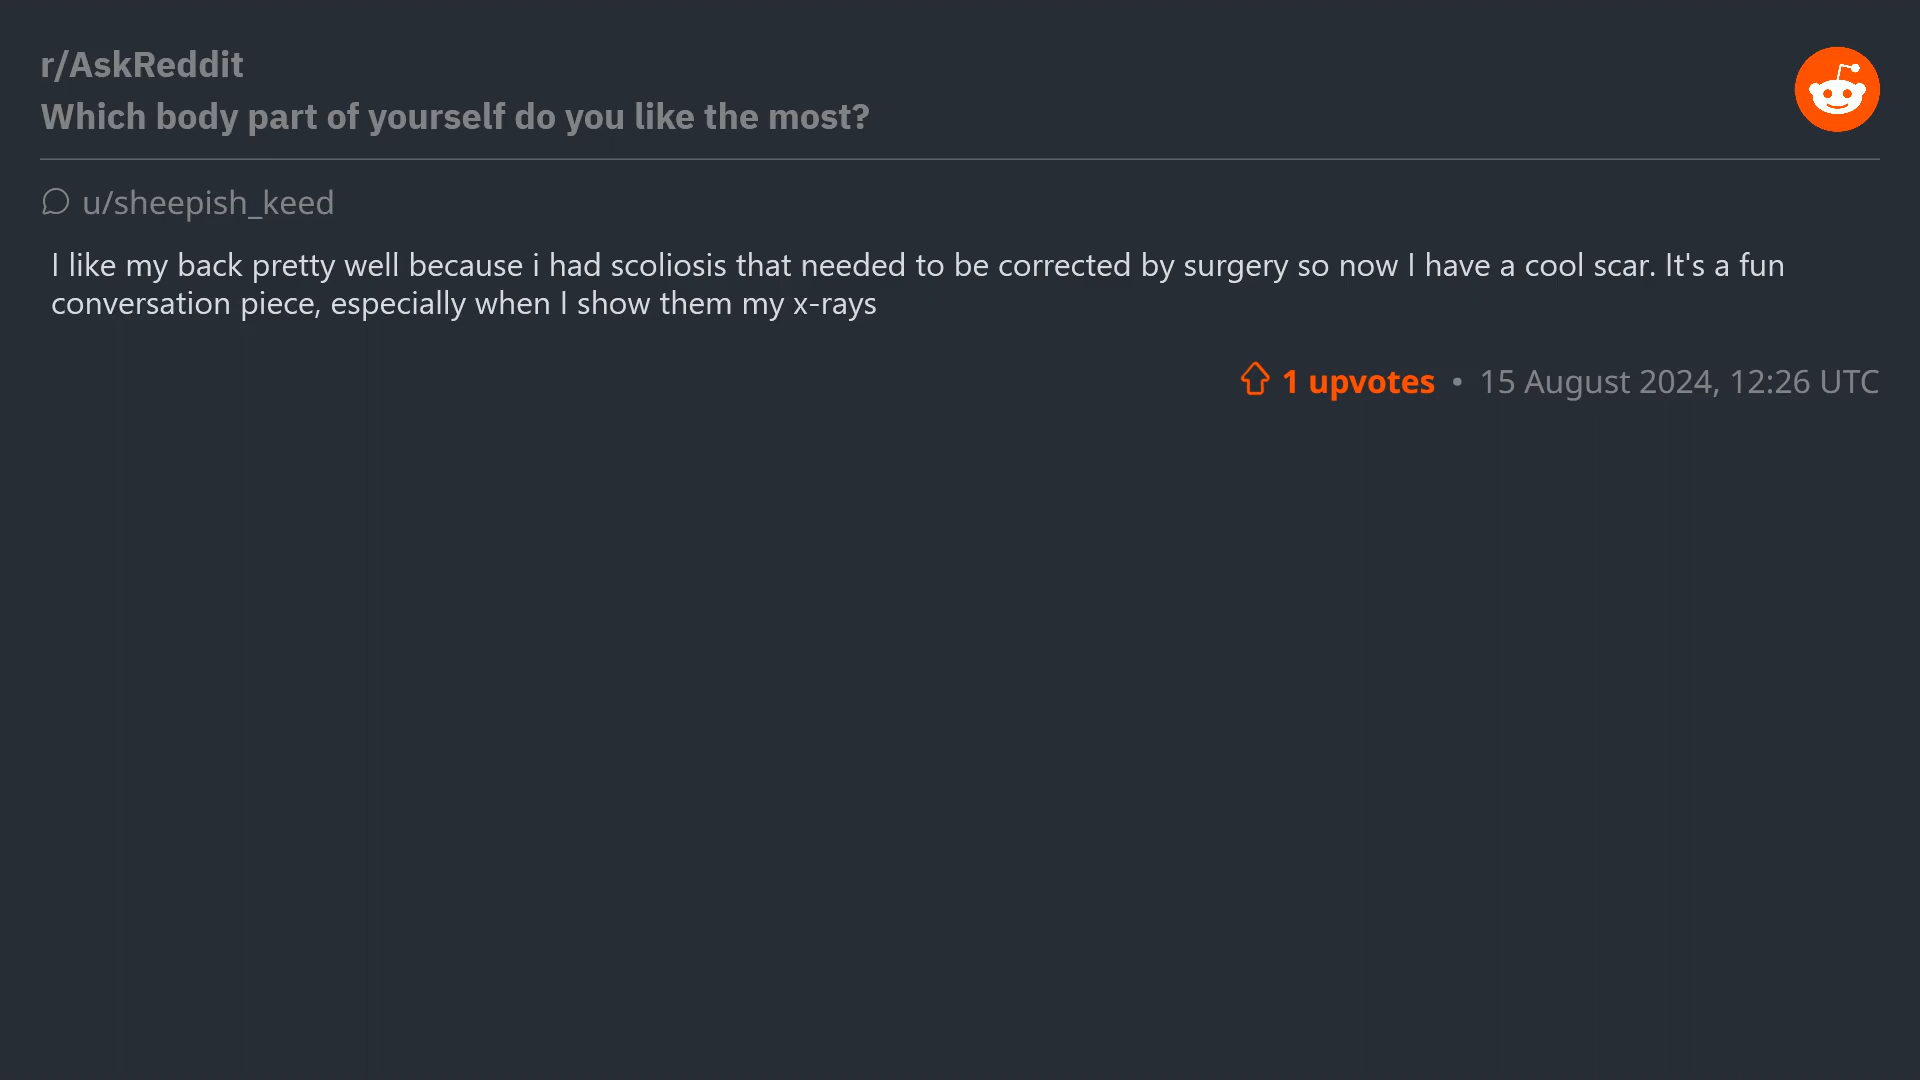 r/AskReddit
Which body part of yourself do you like the most?
u/sheepish_keed
I like my back pretty well because i had scoliosis that needed to be corrected by surgery so now I have a cool scar. It's a fun
conversation piece, especially when I show them my x-rays
1 upvotes • 15 August 2024, 12:26 UTC